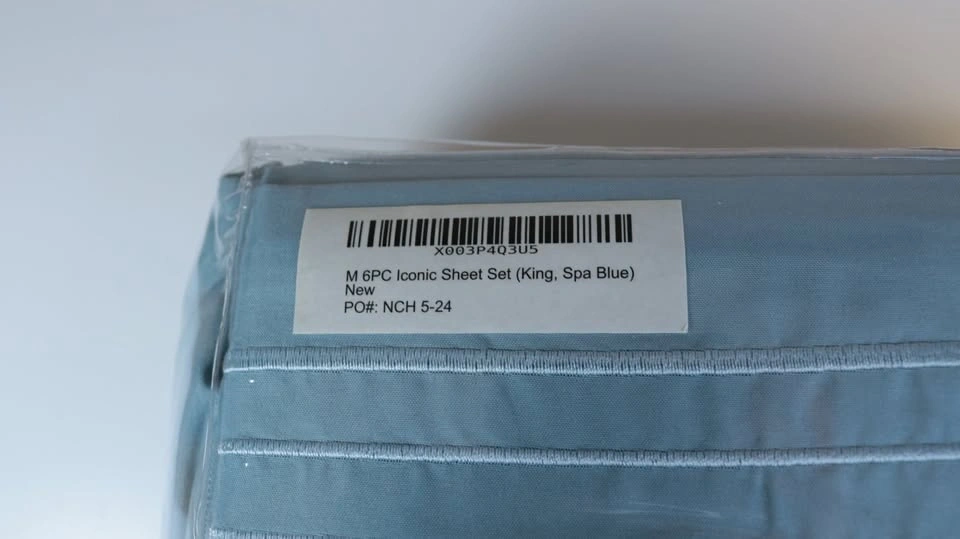 X003P4Q3U5
M 6PC Iconic Sheet Set (King, Spa Blue)
New
PO#: NCH 5-24